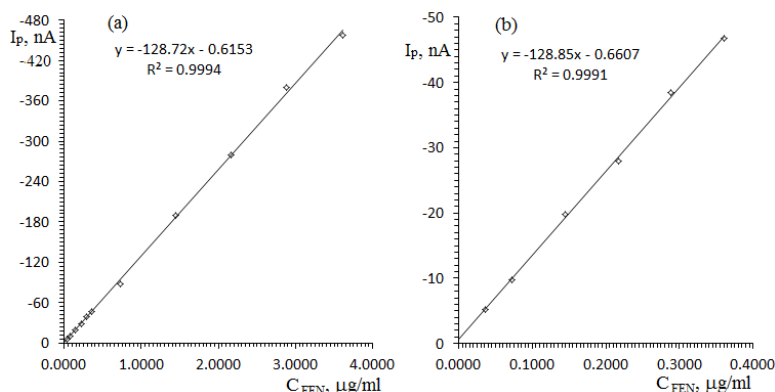 (a)
Ip, nA
-480
-420
-360
-300
-240
-180
-120
-60
0
y = -128.72x - 0.6153
R² = 0.9994
0.0000 1.0000 2.0000 3.0000 4.0000
CFEN, µg/ml
(b)
Ip, nA
-50
-40
-30
-20
-10
0
y = -128.85x - 0.6607
R² = 0.9991
0.0000 0.1000 0.2000 0.3000 0.4000
CFEN, µg/ml